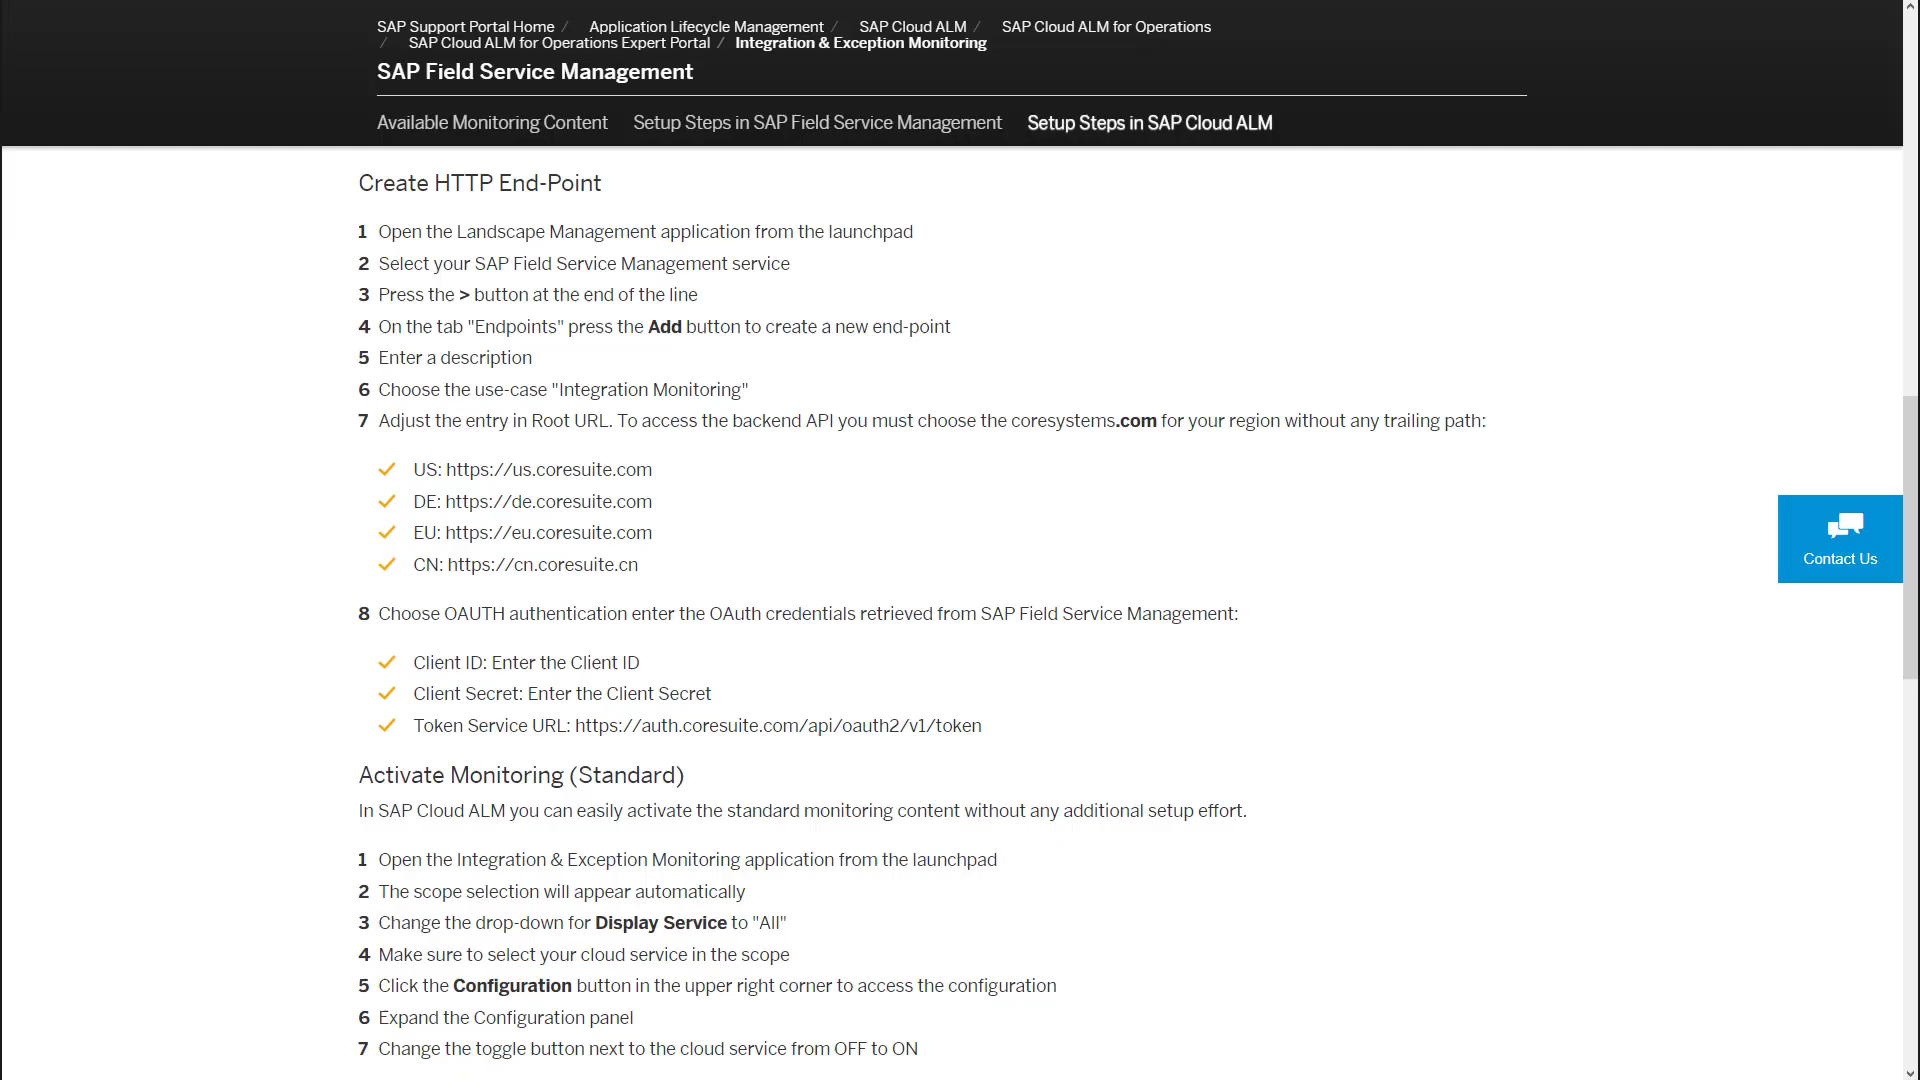 SAP Support Portal Home / Application Lifecycle Management / SAP Cloud ALM / SAP Cloud ALM for Operations
/ SAP Cloud ALM for Operations Expert Portal / Integration & Exception Monitoring
SAP Field Service Management
Available Monitoring Content Setup Steps in SAP Field Service Management Setup Steps in SAP Cloud ALM
Create HTTP End-Point
1 Open the Landscape Management application from the launchpad
2 Select your SAP Field Service Management service
3 Press the > button at the end of the line
4 On the tab "Endpoints" press the Add button to create a new end-point
5 Enter a description
6 Choose the use-case "Integration Monitoring"
7 Adjust the entry in Root URL. To access the backend API you must choose the coresystems.com for your region without any trailing path:
US: https://us.coresuite.com
DE: https://de.coresuite.com
EU: https://eu.coresuite.com
CN: https://cn.coresuite.cn
Contact Us
8 Choose OAUTH authentication enter the OAuth credentials retrieved from SAP Field Service Management:
Client ID: Enter the Client ID
Client Secret: Enter the Client Secret
Token Service URL: https://auth.coresuite.com/api/oauth2/v1/token
Activate Monitoring (Standard)
In SAP Cloud ALM you can easily activate the standard monitoring content without any additional setup effort.
1 Open the Integration & Exception Monitoring application from the launchpad
2 The scope selection will appear automatically
3 Change the drop-down for Display Service to "All"
4 Make sure to select your cloud service in the scope
5 Click the Configuration button in the upper right corner to access the configuration
6 Expand the Configuration panel
7 Change the toggle button next to the cloud service from OFF to ON